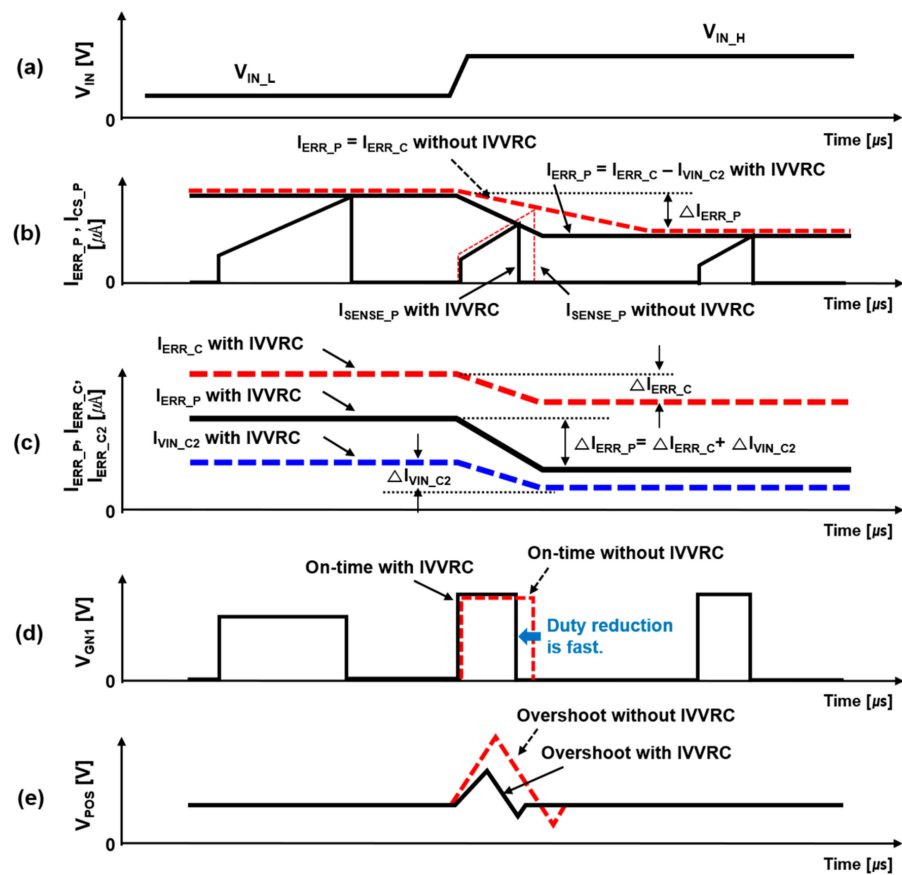 (a)
V_IN [V]
V_IN_L
V_IN_H
0
Time [µs]
(b)
I_ERR_P , I_CS_P
[µA]
I_ERR_P = I_ERR_C without IVVRC
I_ERR_P = I_ERR_C – I_VIN_C2 with IVVRC
△I_ERR_P
0
Time [µs]
I_SENSE_P with IVVRC
I_SENSE_P without IVVRC
(c)
I_ERR_P, I_ERR_C,
I_ERR_C2 [µA]
I_ERR_C with IVVRC
△I_ERR_C
I_ERR_P with IVVRC
△I_ERR_P= △I_ERR_C+ △I_VIN_C2
I_VIN_C2 with IVVRC
△I_VIN_C2
0
Time [µs]
(d)
V_GN1 [V]
On-time with IVVRC
On-time without IVVRC
Duty reduction
is fast.
0
Time [µs]
(e)
V_POS [V]
Overshoot without IVVRC
Overshoot with IVVRC
0
Time [µs]